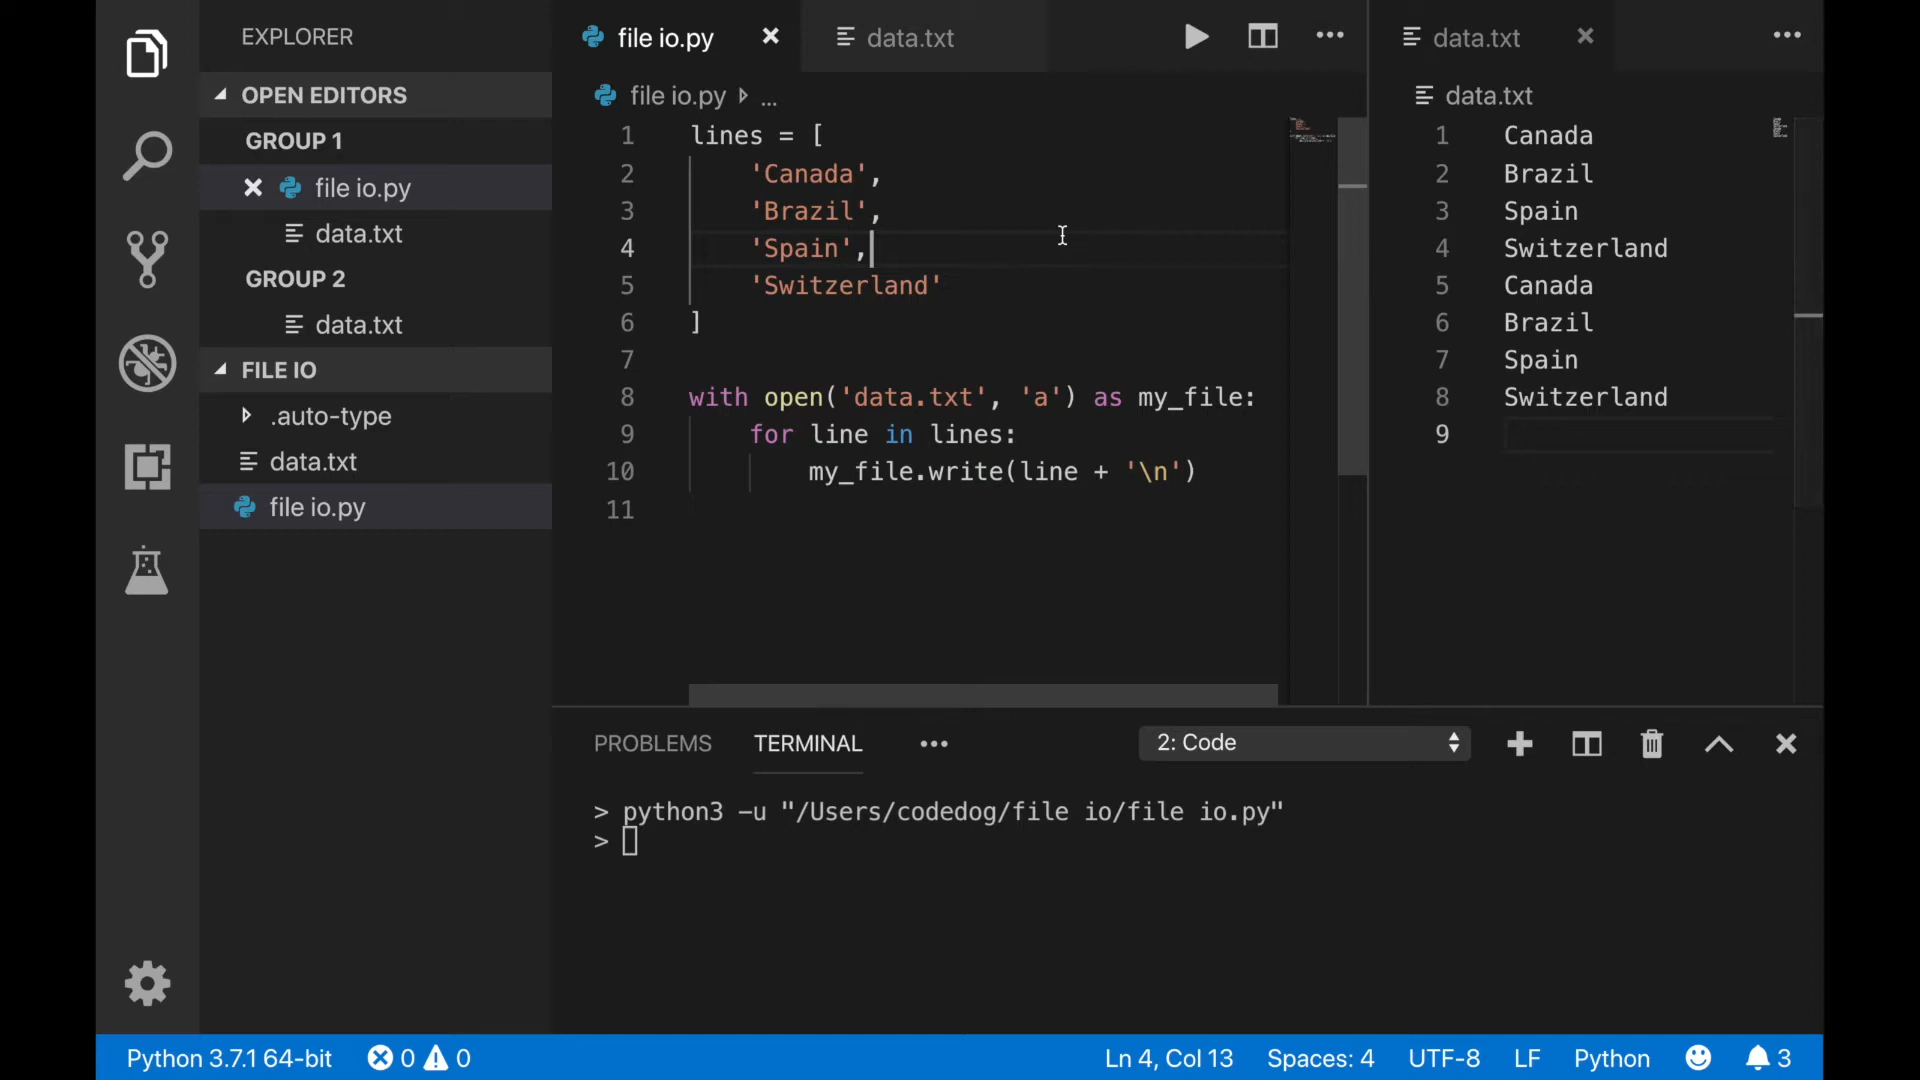 EXPLORER
OPEN EDITORS
GROUP 1
file io.py
data.txt
GROUP 2
data.txt
FILE IO
.auto-type
data.txt
file io.py
file io.py
data.txt
file io.py ...
1 lines = [
2 'Canada',
3 'Brazil',
4 'Spain',
5 'Switzerland'
6 ]
7
8 with open('data.txt', 'a') as my_file:
9 for line in lines:
10 my_file.write(line + '\n')
11
data.txt
data.txt
1 Canada
2 Brazil
3 Spain
4 Switzerland
5 Canada
6 Brazil
7 Spain
8 Switzerland
9
PROBLEMS TERMINAL ... 2: Code
> python3 -u "/Users/codedog/file io/file io.py"
>
Python 3.7.1 64-bit 0 0 Ln 4, Col 13 Spaces: 4 UTF-8 LF Python 3